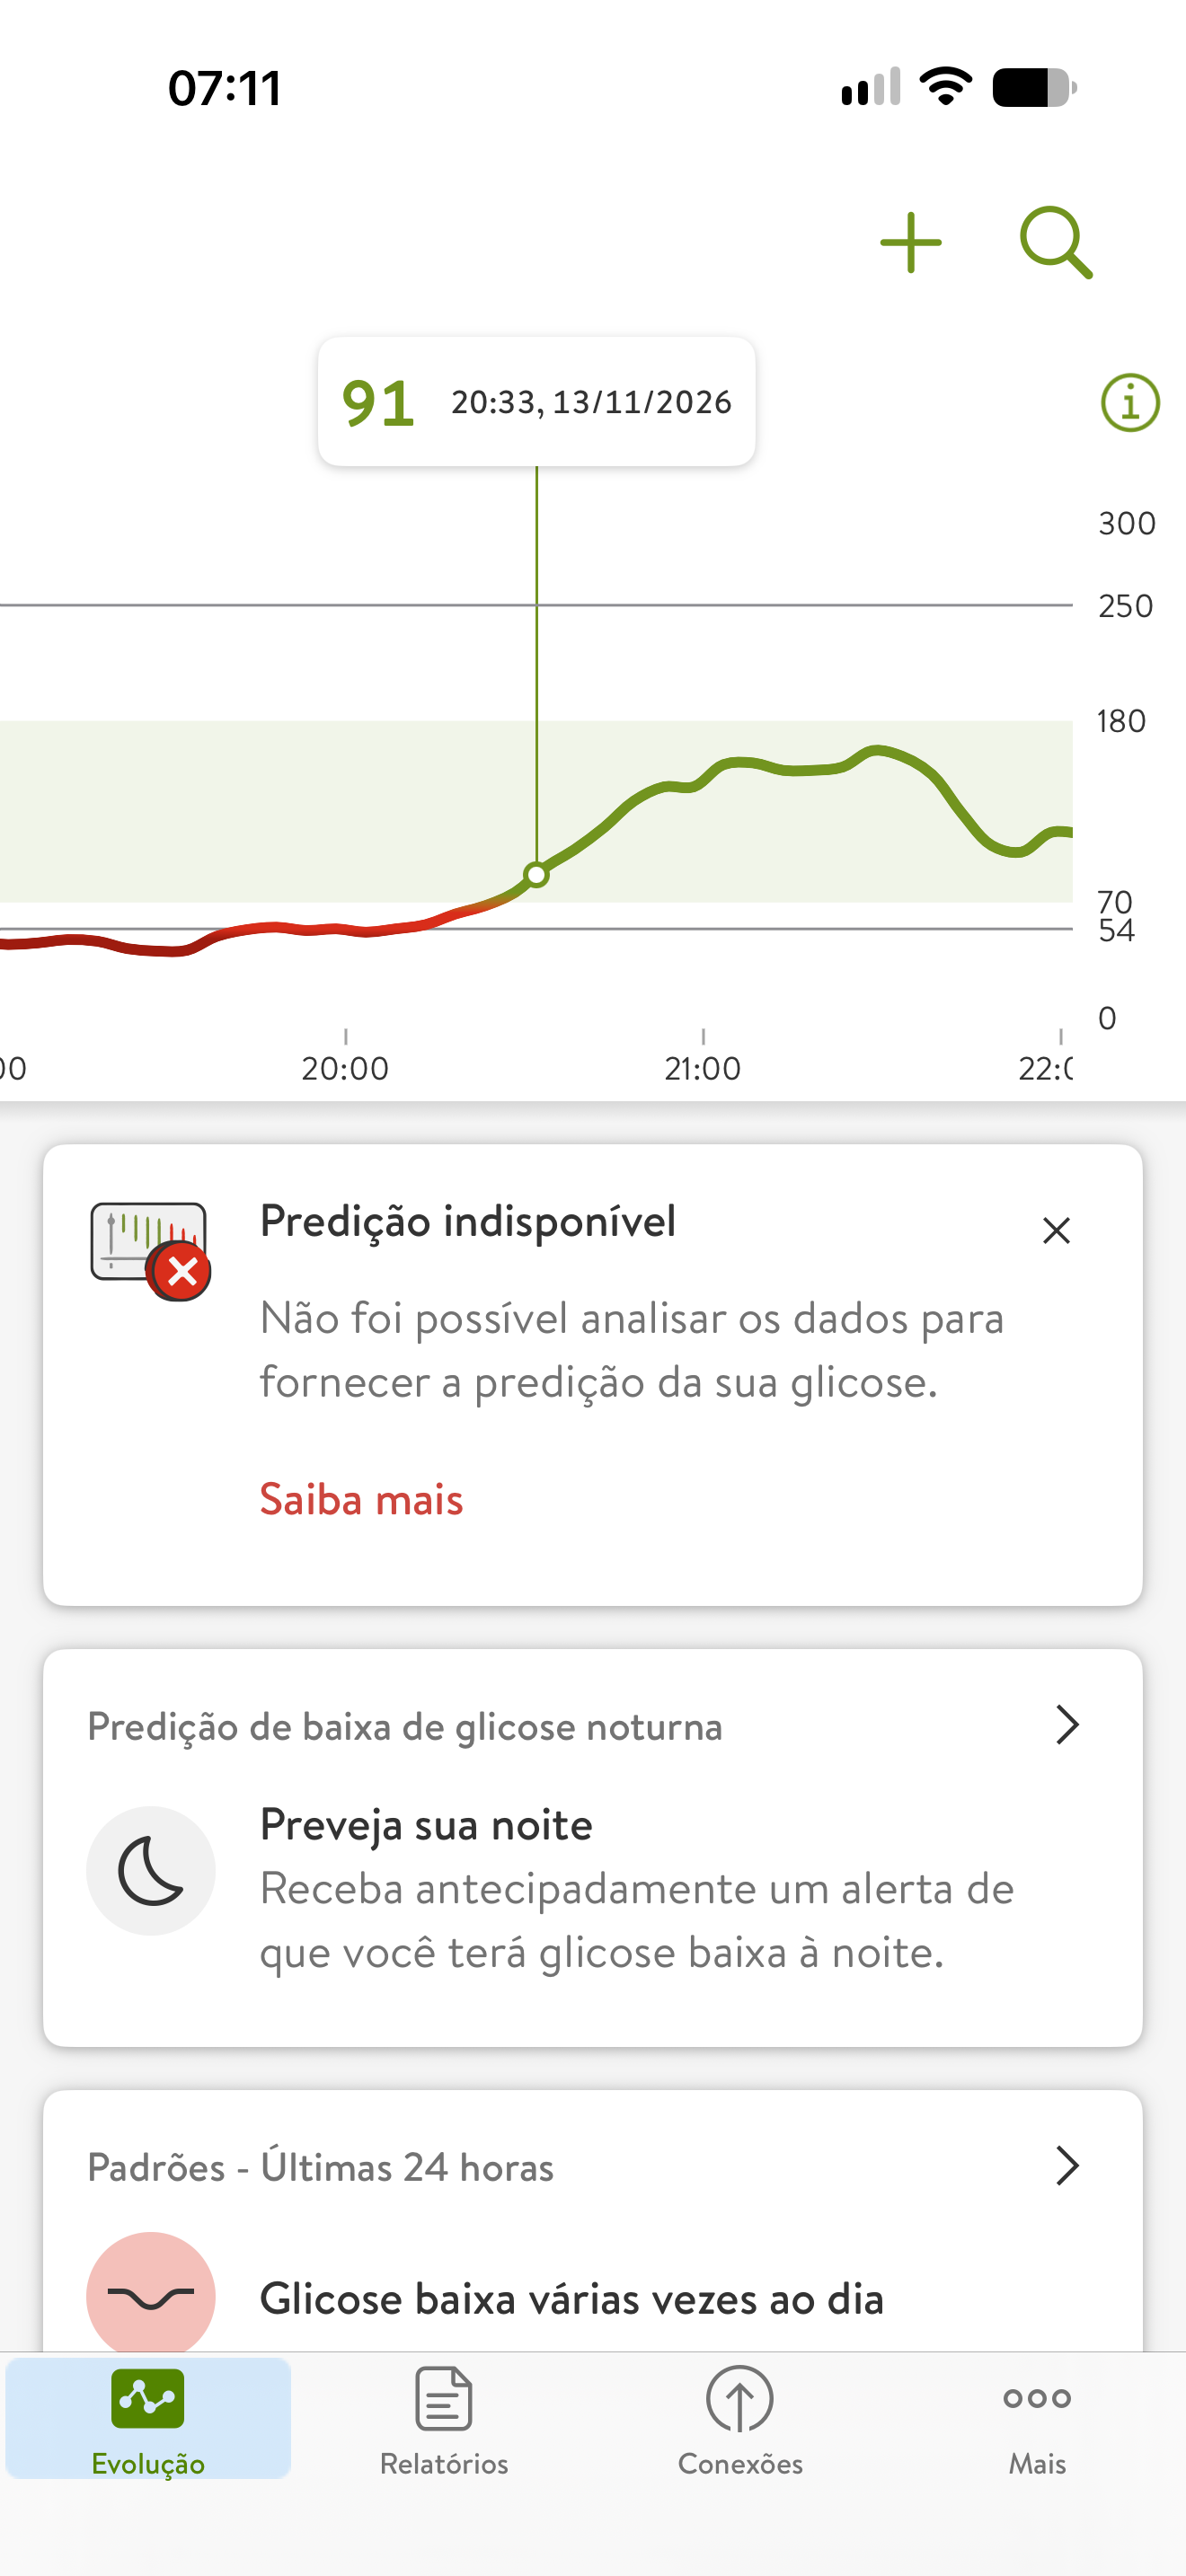 07:11
91 20:33, 13/11/2026
300
250
180
70
54
0
00 20:00 21:00 22:0
Predição indisponível
Não foi possível analisar os dados para
fornecer a predição da sua glicose.
Saiba mais
Predição de baixa de glicose noturna
Preveja sua noite
Receba antecipadamente um alerta de
que você terá glicose baixa à noite.
Padrões - Últimas 24 horas
Glicose baixa várias vezes ao dia
Evolução Relatórios Conexões Mais